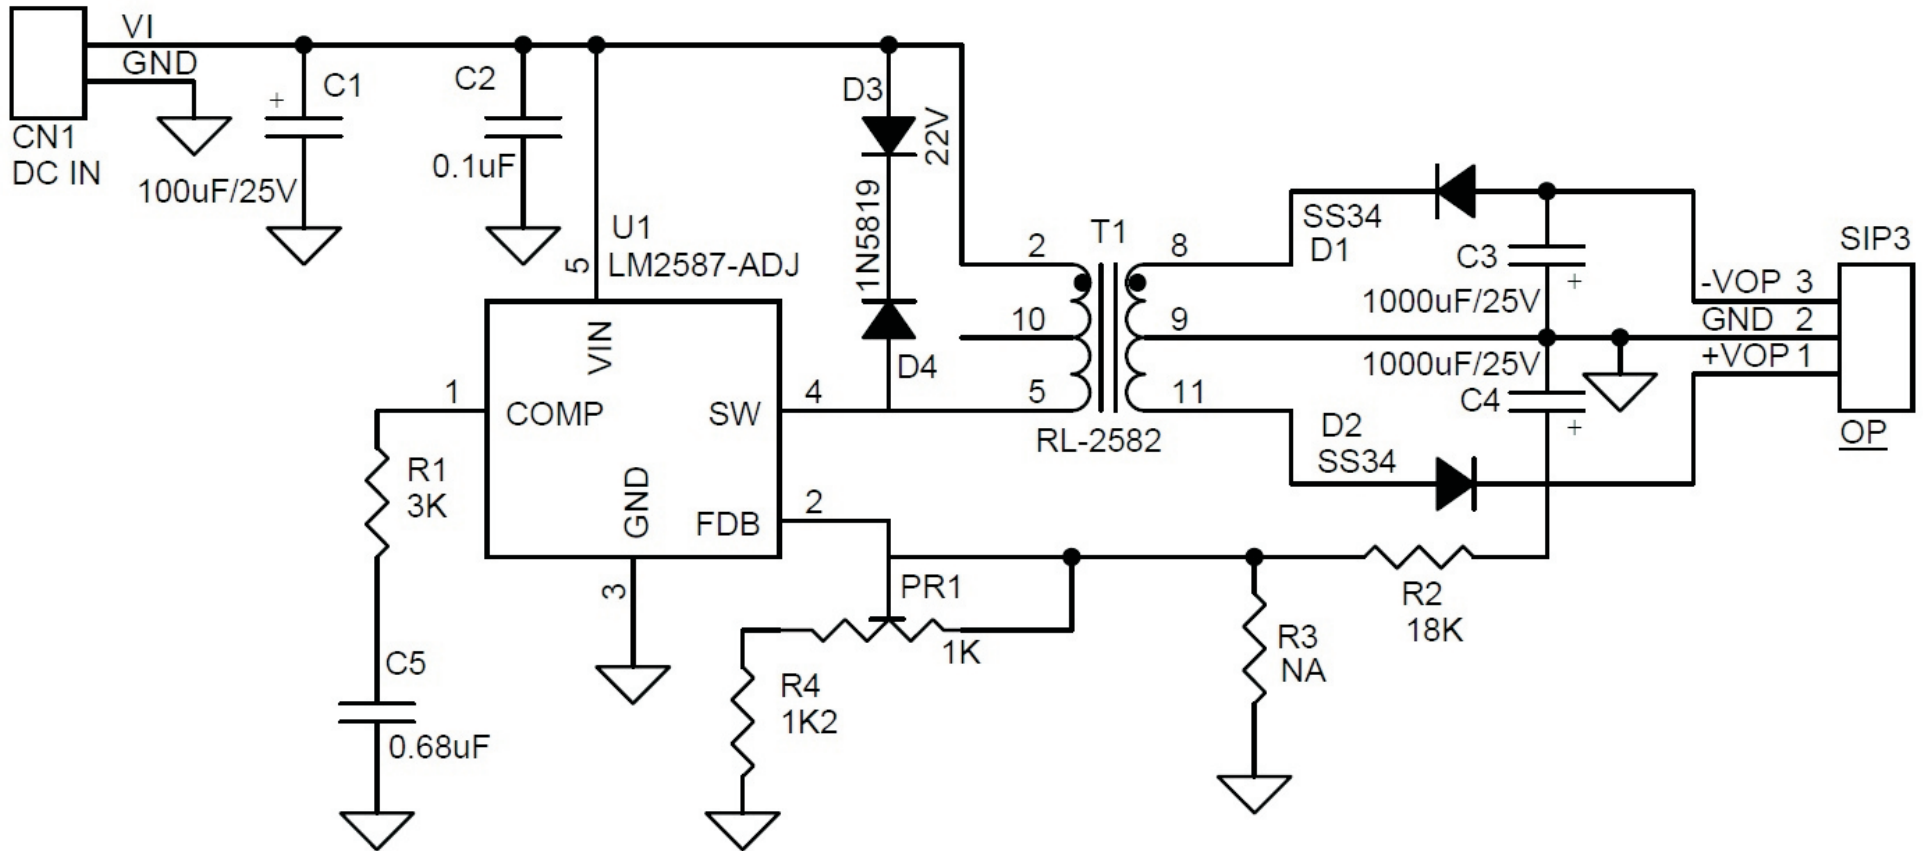 VI
GND
CN1
DC IN
+
C1
100uF/25V
C2
0.1uF
D3
22V
1N5819
D4
U1
LM2587-ADJ
5
VIN
1
COMP
SW
4
GND
3
FDB
2
R1
3K
C5
0.68uF
PR1
1K
R4
1K2
R3
NA
R2
18K
T1
2
10
5
8
9
11
RL-2582
SS34
D1
C3
+
1000uF/25V
1000uF/25V
C4
+
D2
SS34
SIP3
-VOP 3
GND 2
+VOP 1
OP